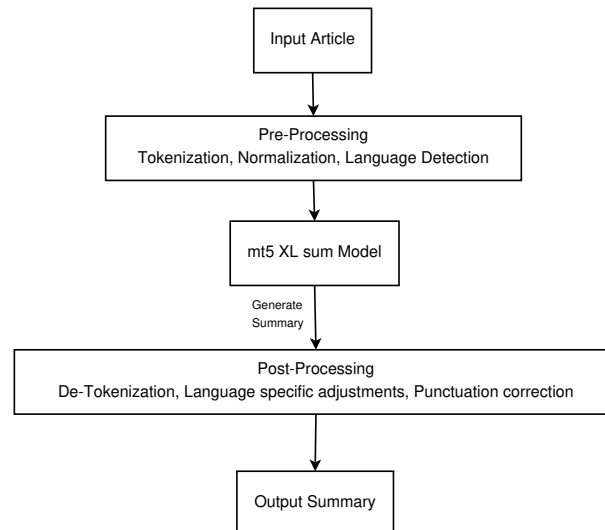 Input Article
Pre-Processing
Tokenization, Normalization, Language Detection
mt5 XL sum Model
Generate
Summary
Post-Processing
De-Tokenization, Language specific adjustments, Punctuation correction
Output Summary